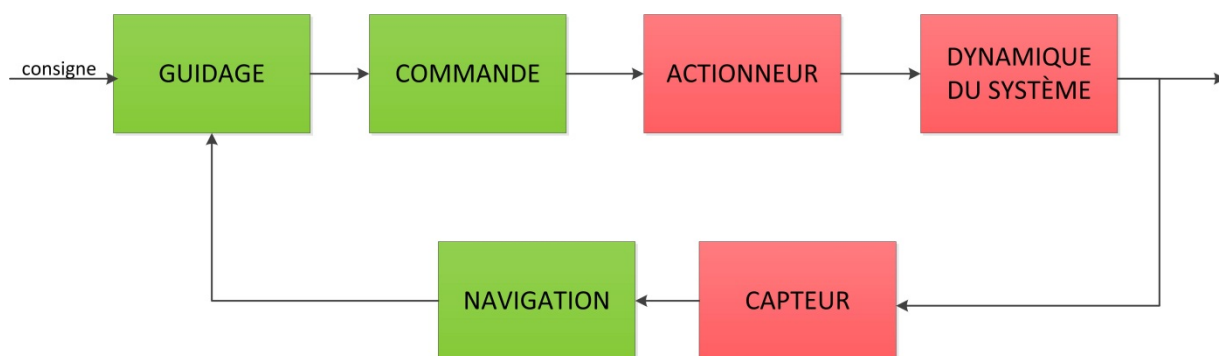 consigne
GUIDAGE
COMMANDE
ACTIONNEUR
DYNAMIQUE
DU SYSTÈME
NAVIGATION
CAPTEUR